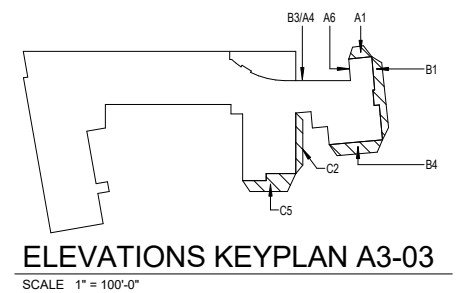 B3/A4 A6 A1
B1
B4
C2
C5
ELEVATIONS KEYPLAN A3-03
SCALE 1" = 100'-0"